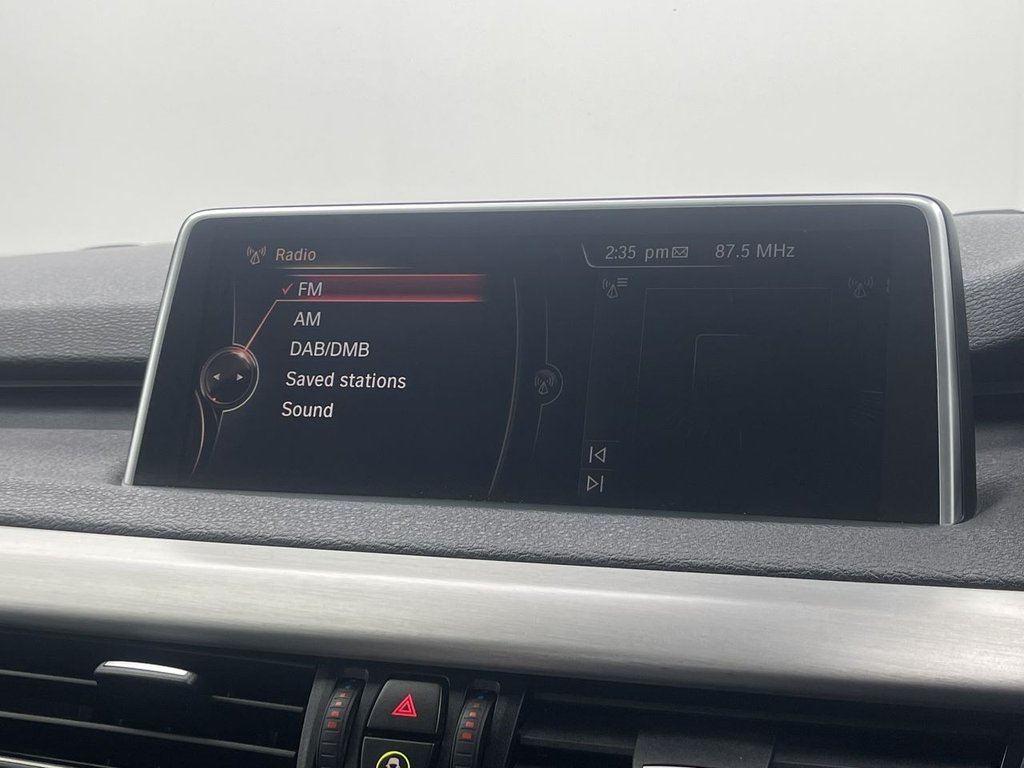 Radio
2:35 pm 87.5 MHz
FM
AM
DAB/DMB
Saved stations
Sound